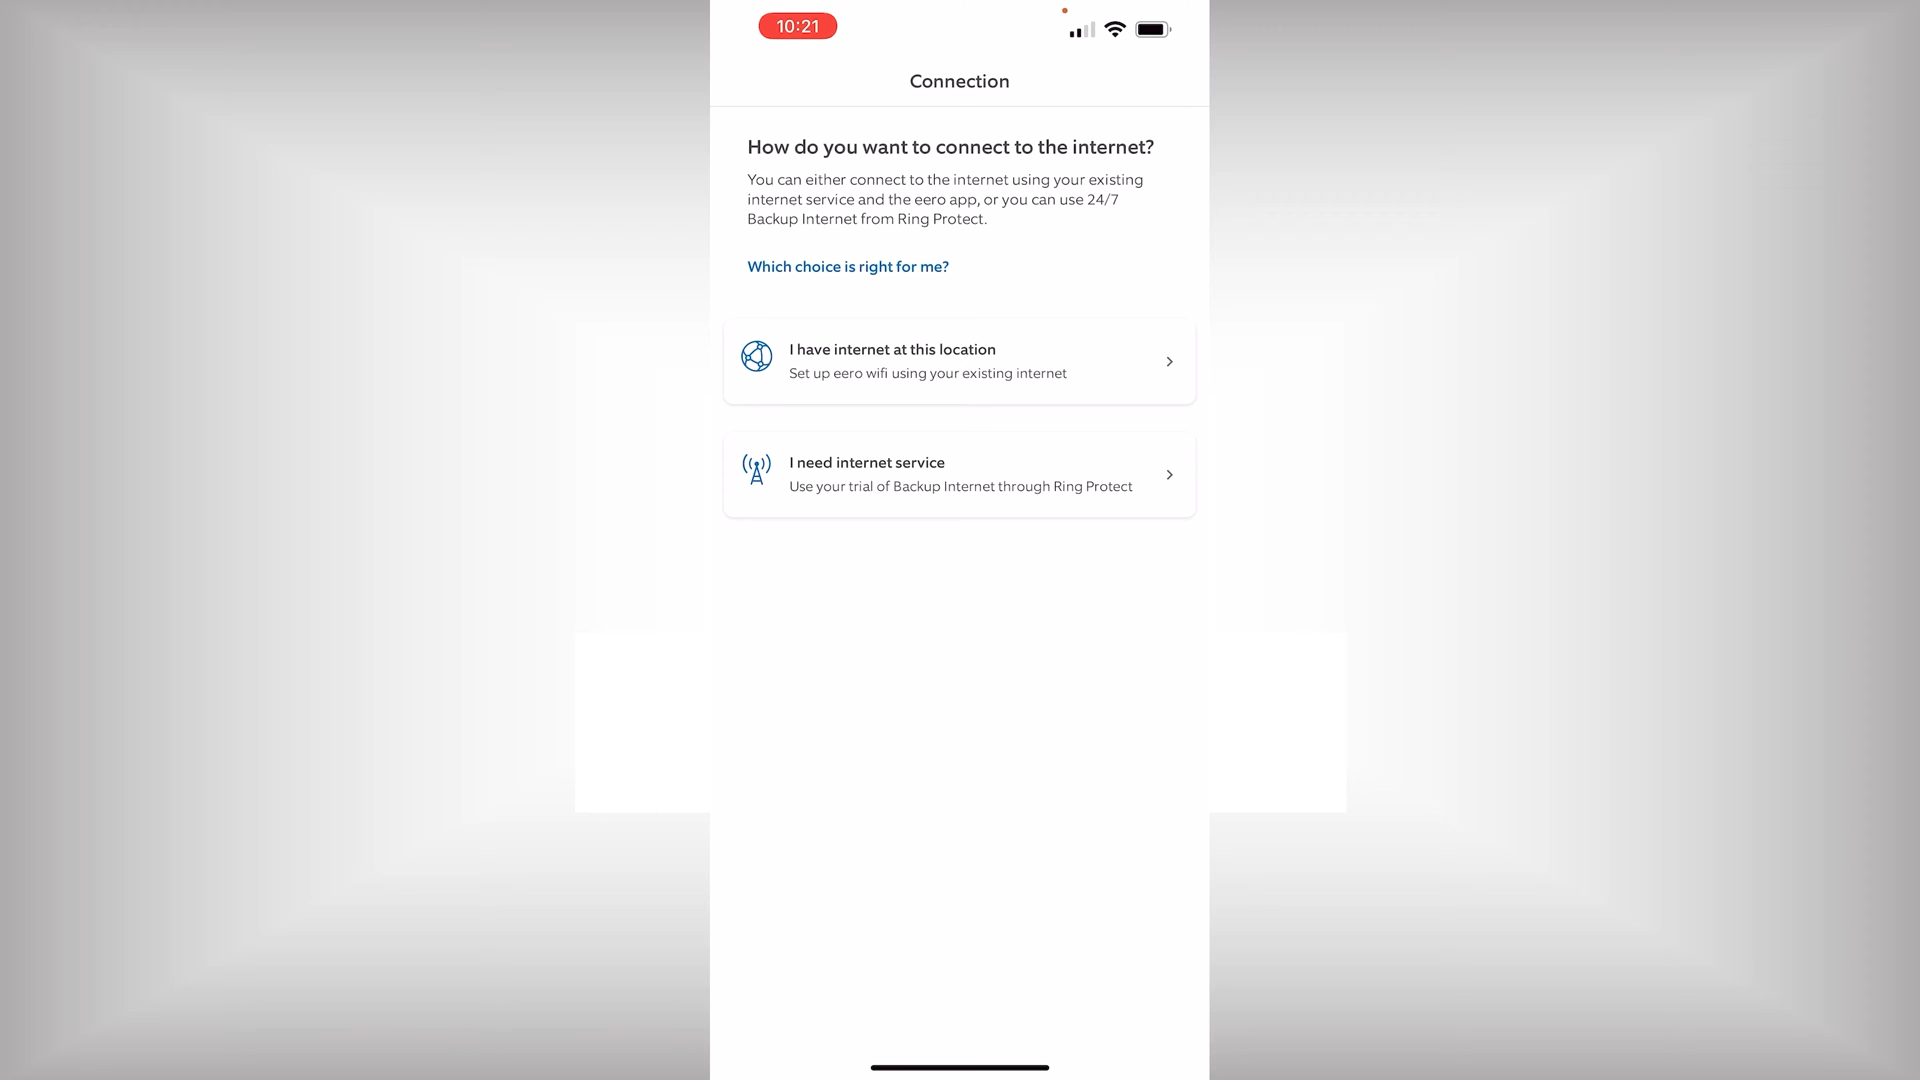 10:21
Connection
How do you want to connect to the internet?
You can either connect to the internet using your existing
internet service and the eero app, or you can use 24/7
Backup Internet from Ring Protect.
Which choice is right for me?
I have internet at this location
Set up eero wifi using your existing internet
I need internet service
Use your trial of Backup Internet through Ring Protect